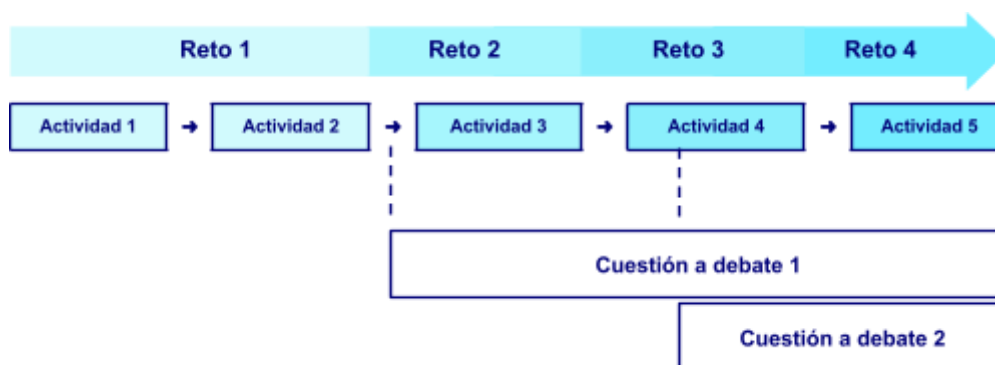 Reto 1 Reto 2 Reto 3 Reto 4
Actividad 1 Actividad 2 Actividad 3 Actividad 4 Actividad 5
Cuestión a debate 1
Cuestión a debate 2